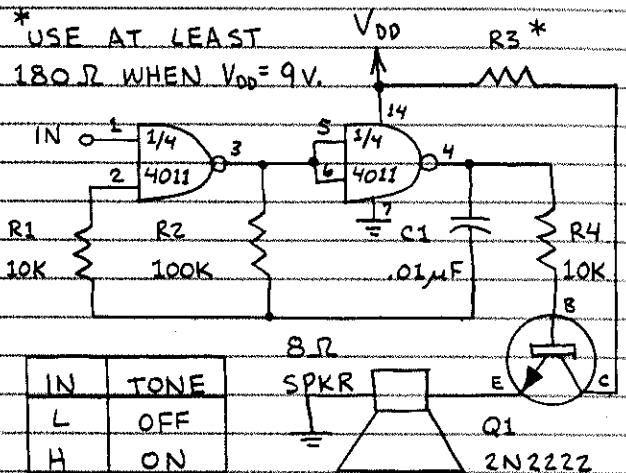 *USE AT LEAST
180Ω WHEN VDD = 9V.
VDD
R3 *
14
IN
1
1/4
4011
2
3
5
6
1/4
4011
4
7
R1
10K
R2
100K
C1
.01μF
R4
10K
B
E
C
Q1
2N2222
8Ω
SPKR
IN TONE
L OFF
H ON